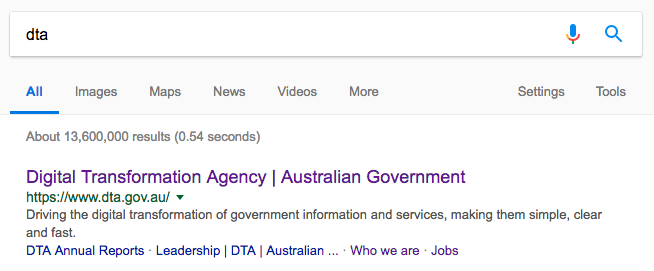 dta
All Images Maps News Videos More Settings Tools
About 13,600,000 results (0.54 seconds)
Digital Transformation Agency | Australian Government
https://www.dta.gov.au/
Driving the digital transformation of government information and services, making them simple, clear
and fast.
DTA Annual Reports · Leadership | DTA | Australian ... · Who we are · Jobs